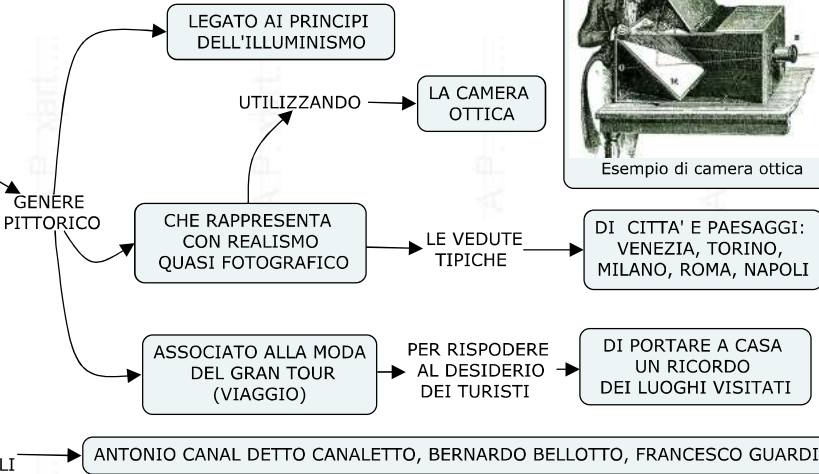 LEGATO AI PRINCIPI
DELL'ILLUMINISMO
UTILIZZANDO
LA CAMERA
OTTICA
Esempio di camera ottica
GENERE
PITTORICO
CHE RAPPRESENTA
CON REALISMO
QUASI FOTOGRAFICO
LE VEDUTE
TIPICHE
DI CITTA' E PAESAGGI:
VENEZIA, TORINO,
MILANO, ROMA, NAPOLI
ASSOCIATO ALLA MODA
DEL GRAN TOUR
(VIAGGIO)
PER RISPODERE
AL DESIDERIO
DEI TURISTI
DI PORTARE A CASA
UN RICORDO
DEI LUOGHI VISITATI
LI
ANTONIO CANAL DETTO CANALETTO, BERNARDO BELLOTTO, FRANCESCO GUARDI